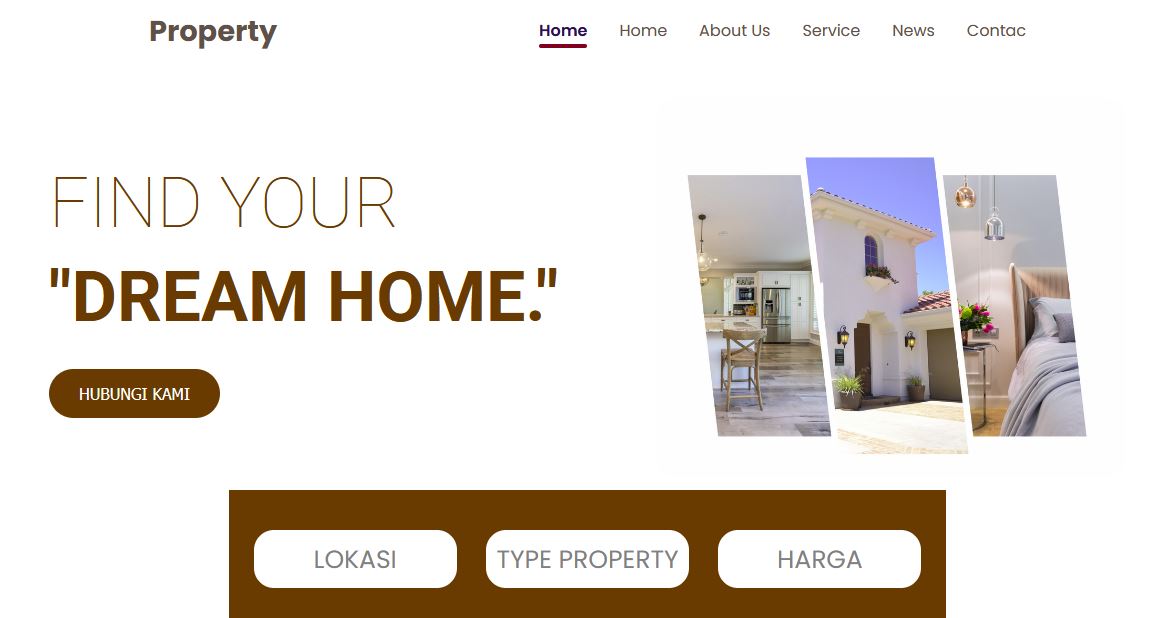 Property
Home Home About Us Service News Contac
FIND YOUR
"DREAM HOME."
HUBUNGI KAMI
LOKASI TYPE PROPERTY HARGA